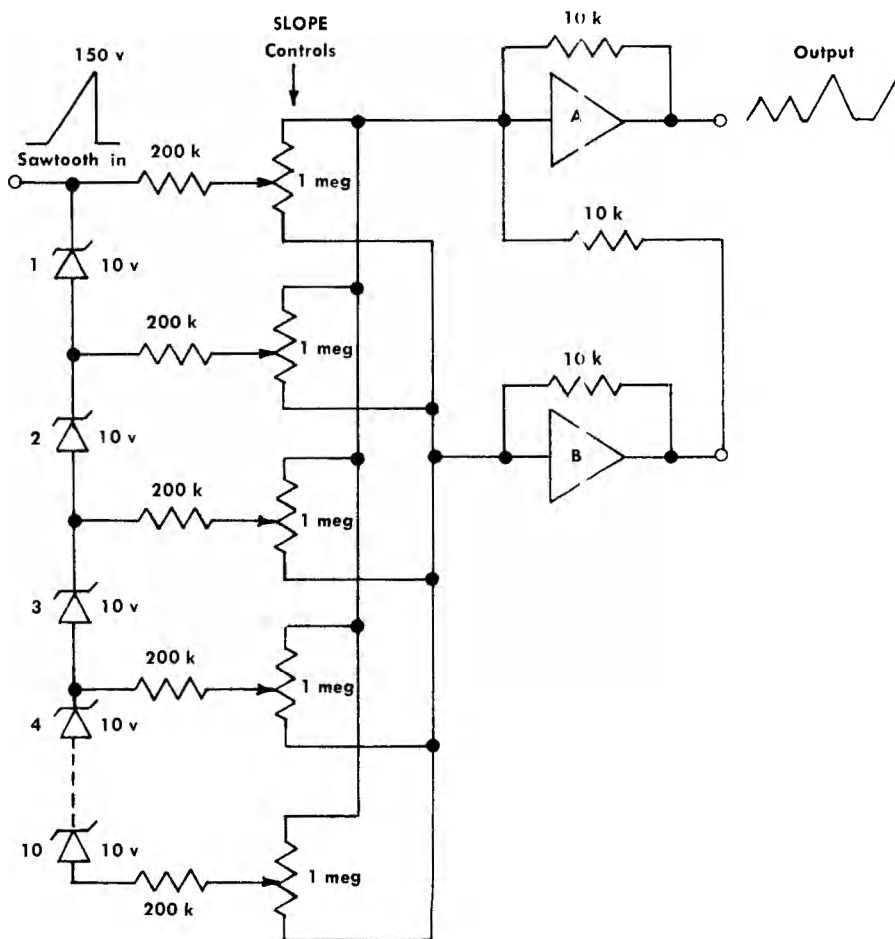 150 v
SLOPE
Controls
10 k
Output
A
Sawtooth in
200 k
1 meg
10 k
1
10 v
200 k
1 meg
10 k
2
10 v
B
200 k
1 meg
3
10 v
200 k
1 meg
4
10 v
10
10 v
200 k
1 meg